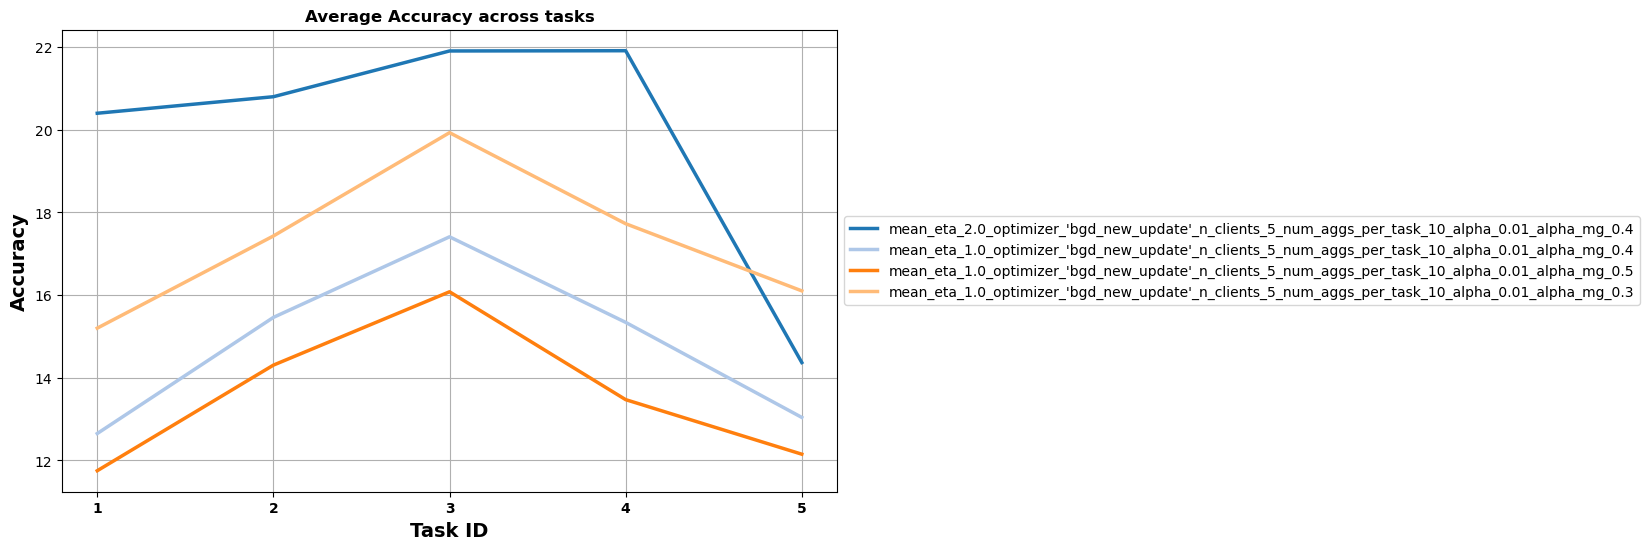 Average Accuracy across tasks
Accuracy
22
20
18
16
14
12
1 2 3 4 5
Task ID
mean_eta_2.0_optimizer_'bgd_new_update'_n_clients_5_num_aggs_per_task_10_alpha_0.01_alpha_mg_0.4
mean_eta_1.0_optimizer_'bgd_new_update'_n_clients_5_num_aggs_per_task_10_alpha_0.01_alpha_mg_0.4
mean_eta_1.0_optimizer_'bgd_new_update'_n_clients_5_num_aggs_per_task_10_alpha_0.01_alpha_mg_0.5
mean_eta_1.0_optimizer_'bgd_new_update'_n_clients_5_num_aggs_per_task_10_alpha_0.01_alpha_mg_0.3